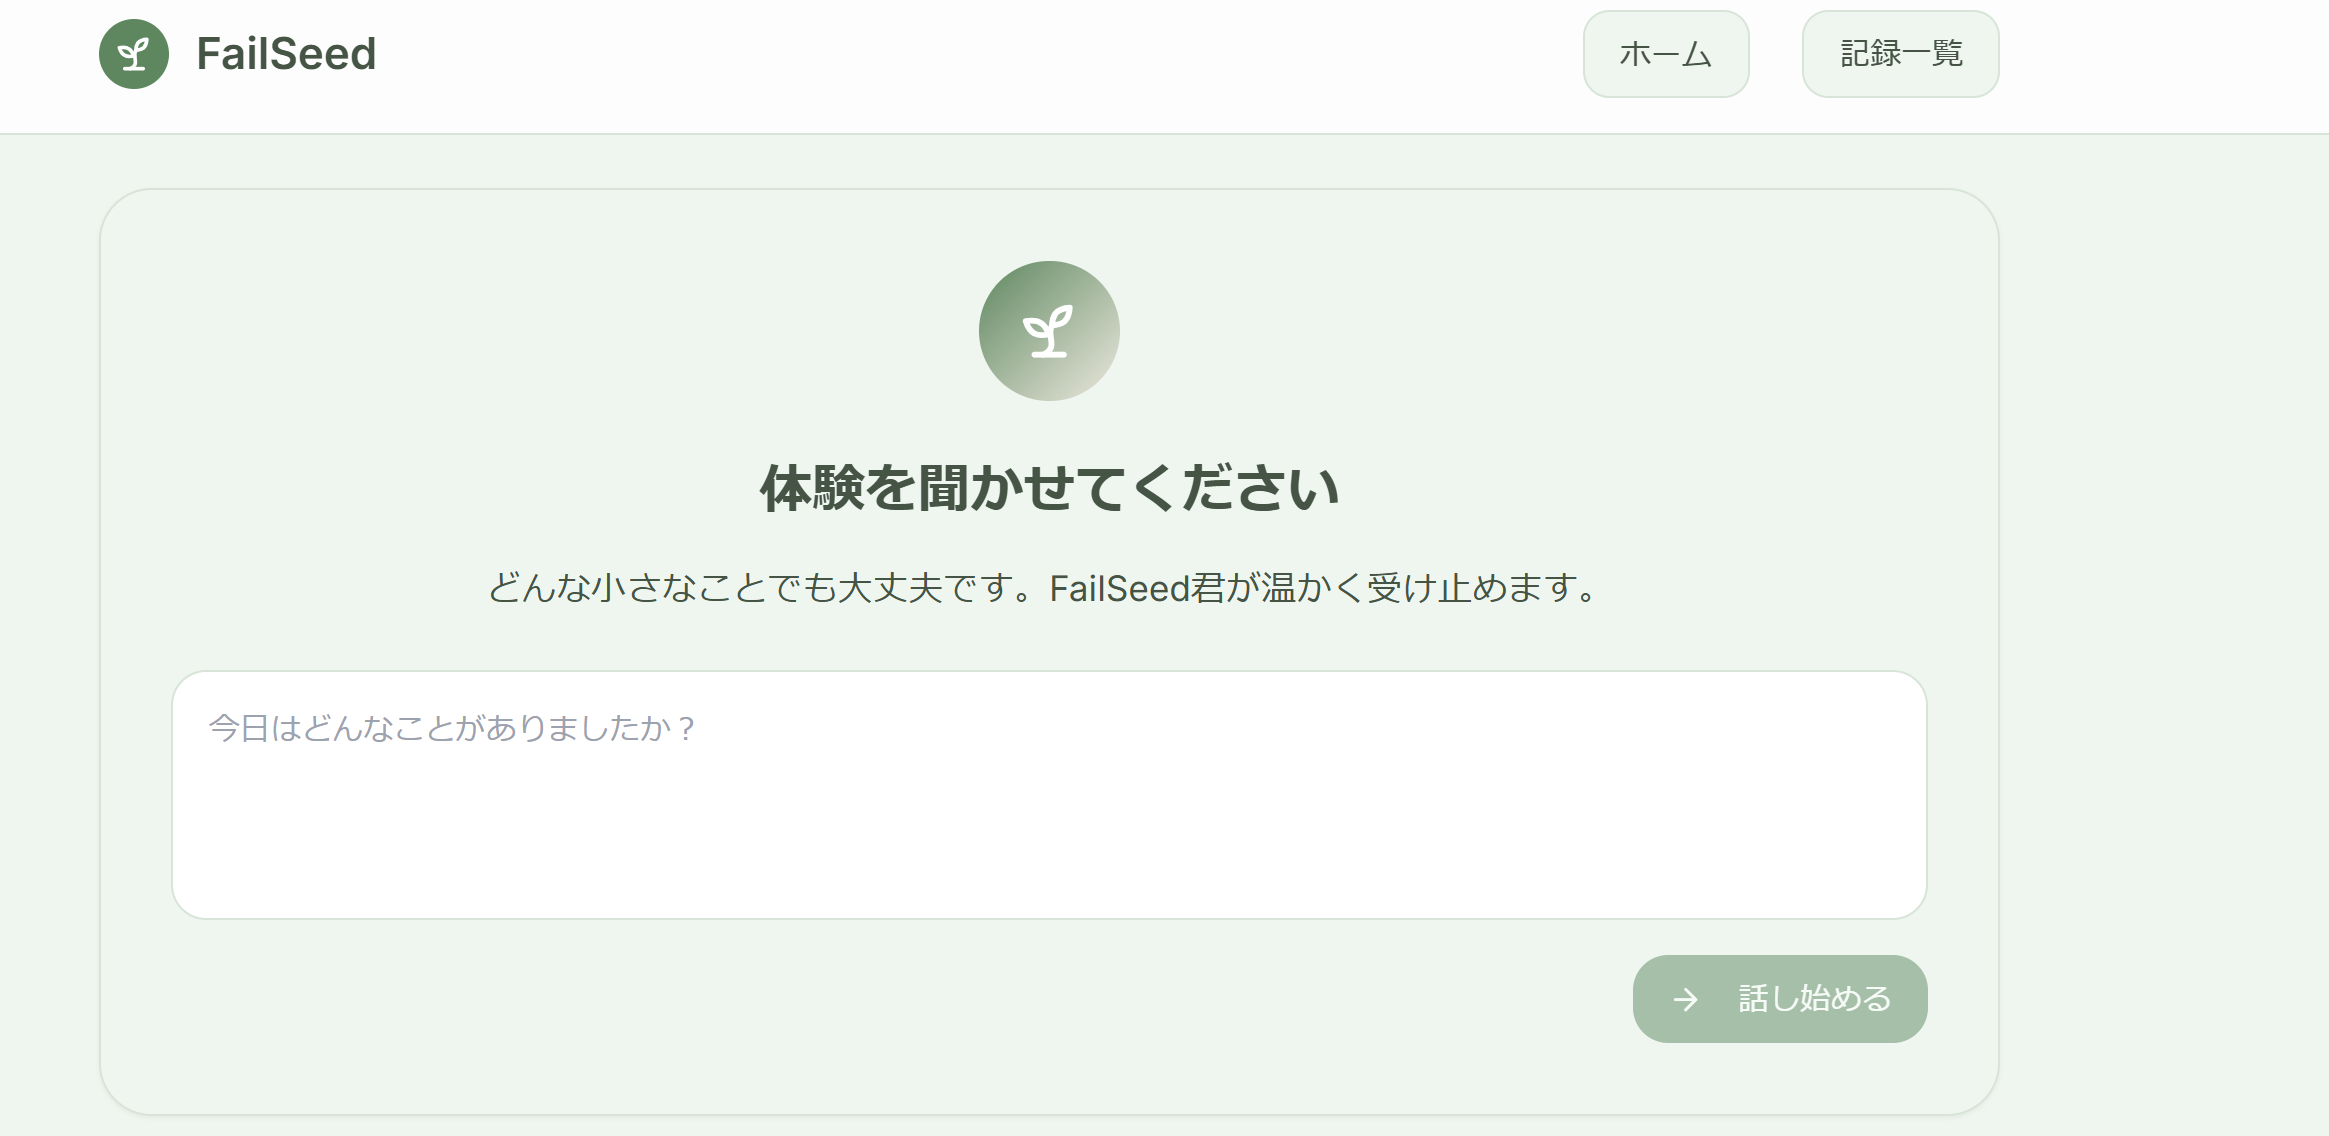 FailSeed
ホーム
記録一覧
体験を聞かせてください
どんな小さなことでも大丈夫です。FailSeed君が温かく受け止めます。
今日はどんなことがありましたか？
話し始める